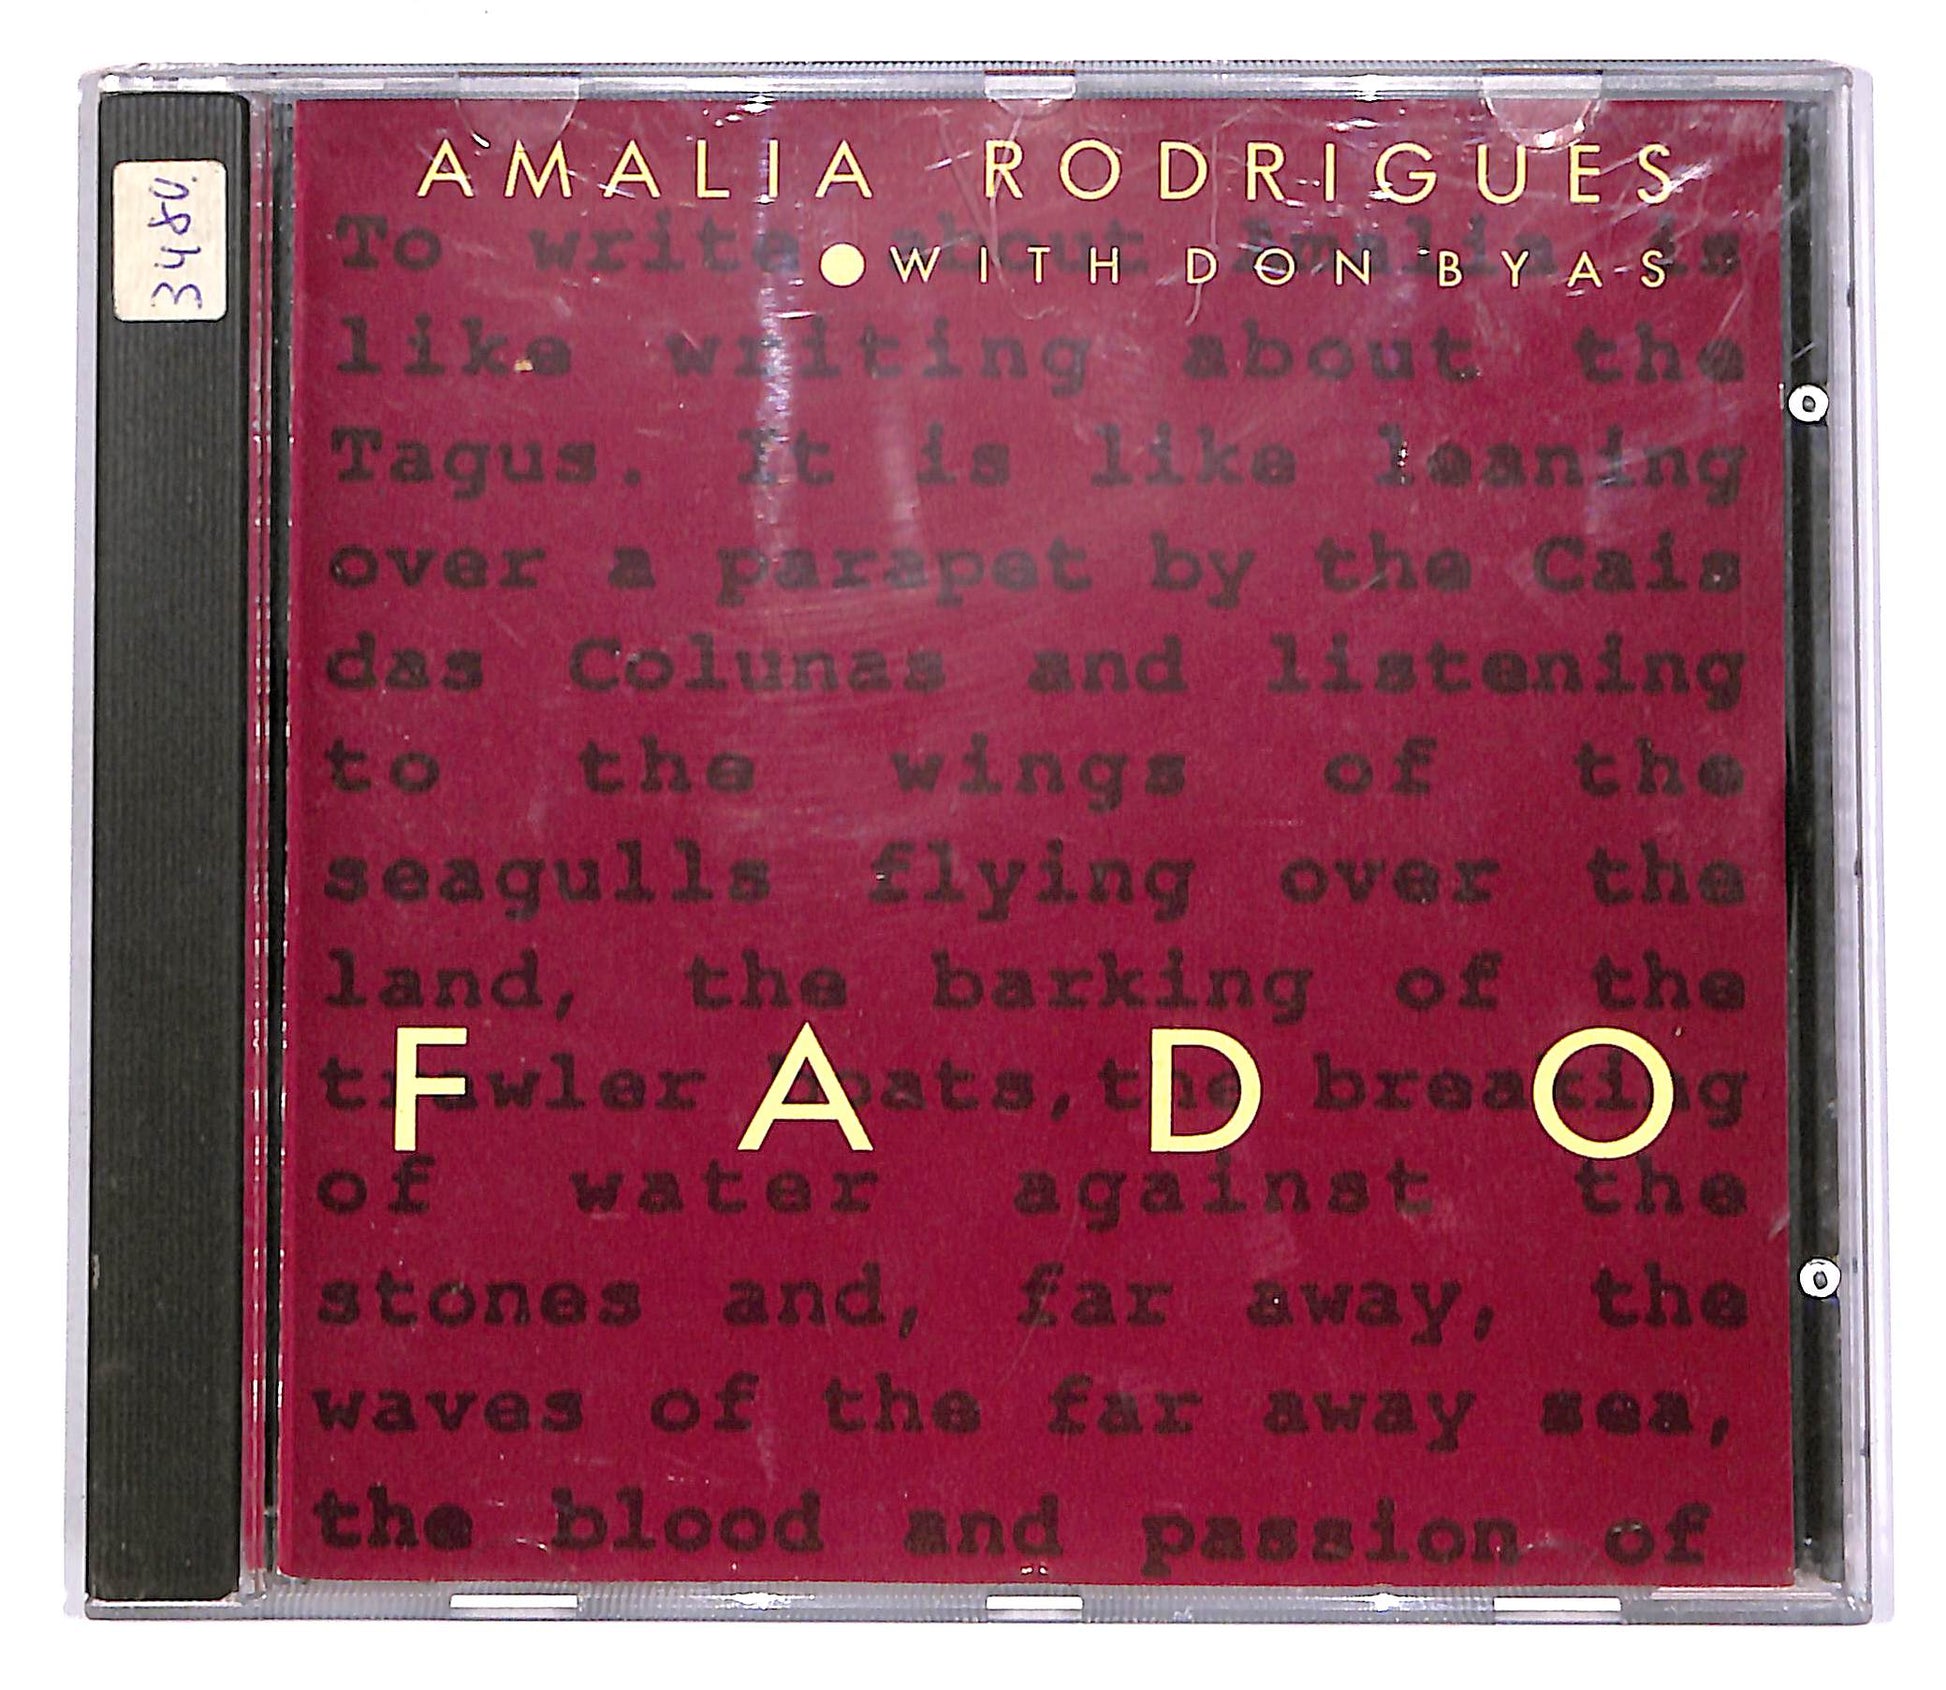 348V.
AMALIA RODRIGUES
WITH DON BYAS
To write about Amalia is
like writing about the
Tagus. It is like leaning
over a parapet by the Cais
das Colunas and listening
to the wings of the
seagulls flying over the
land, the barking of the
FADO
trawler boats, the breaking
of water against the
stones and, far away, the
waves of the far away sea,
the blood and passion of